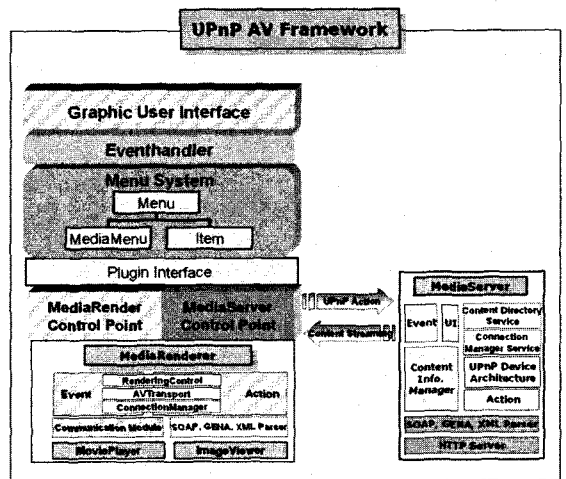 UPnP AV Framework
Graphic User Interface
Eventhandler
Menu System
Menu
MediaMenu
Item
Plugin Interface
MediaRender
Control Point
MediaServer
Control Point
UPnP Action
Content Streaming
MediaRenderer
Event
RenderingControl
AVTransport
ConnectionManager
Action
Communication Module
SOAP, GENA, XML Parser
MoviePlayer
ImageViewer
MediaServer
Event
UI
Content Directory
Service
Connection
Manager Service
Content
Info.
Manager
UPnP Device
Architecture
Action
SOAP, GENA, XML Parser
HTTP Server